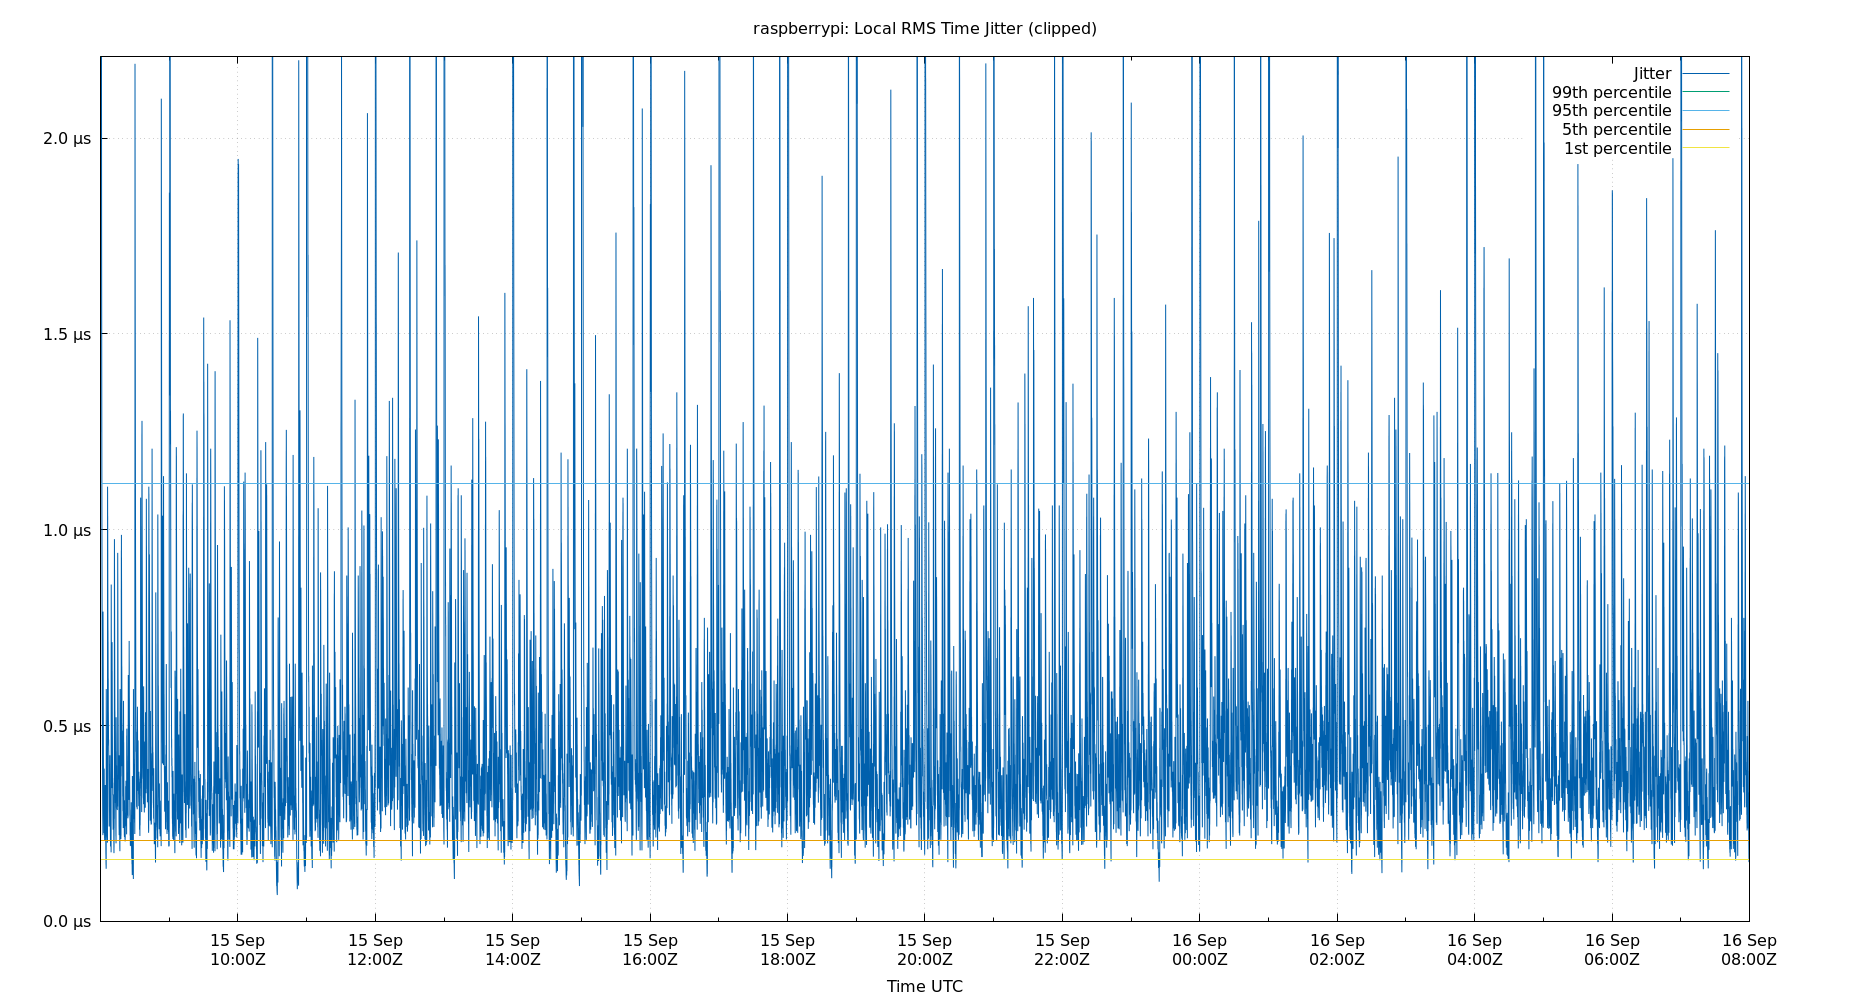 raspberrypi: Local RMS Time Jitter (clipped)
Jitter
99th percentile
95th percentile
5th percentile
1st percentile
2.0 µs
1.5 µs
1.0 µs
0.5 µs
0.0 µs
15 Sep 15 Sep 15 Sep 15 Sep 15 Sep 15 Sep 15 Sep 16 Sep 16 Sep 16 Sep 16 Sep 16 Sep
10:00Z 12:00Z 14:00Z 16:00Z 18:00Z 20:00Z 22:00Z 00:00Z 02:00Z 04:00Z 06:00Z 08:00Z
Time UTC